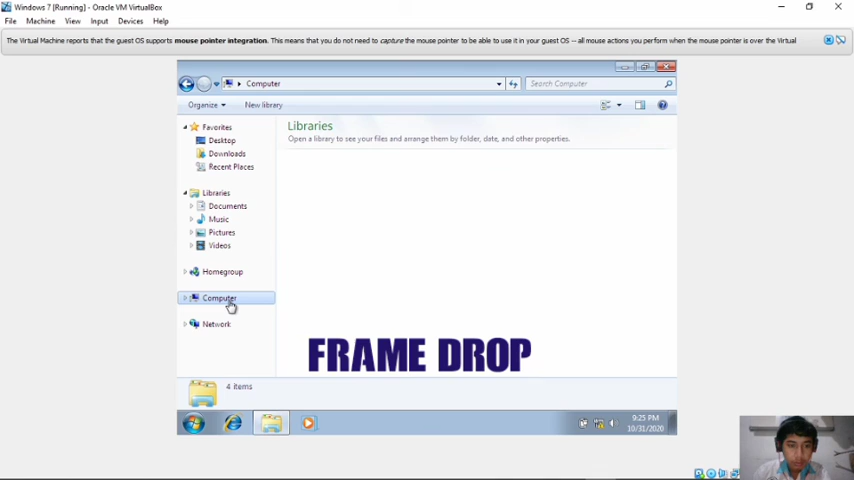 Windows 7 [Running] - Oracle VM VirtualBox
File Machine View Input Devices Help
The Virtual Machine reports that the guest OS supports mouse pointer integration. This means that you do not need to capture the mouse pointer to be able to use it in your guest OS -- all mouse actions you perform when the mouse pointer is over the Virtual
Computer
Search Computer
Organize
New library
Favorites
Desktop
Downloads
Recent Places
Libraries
Documents
Music
Pictures
Videos
Homegroup
Computer
Network
Libraries
Open a library to see your files and arrange them by folder, date, and other properties.
FRAME DROP
4 items
9:25 PM
10/31/2020